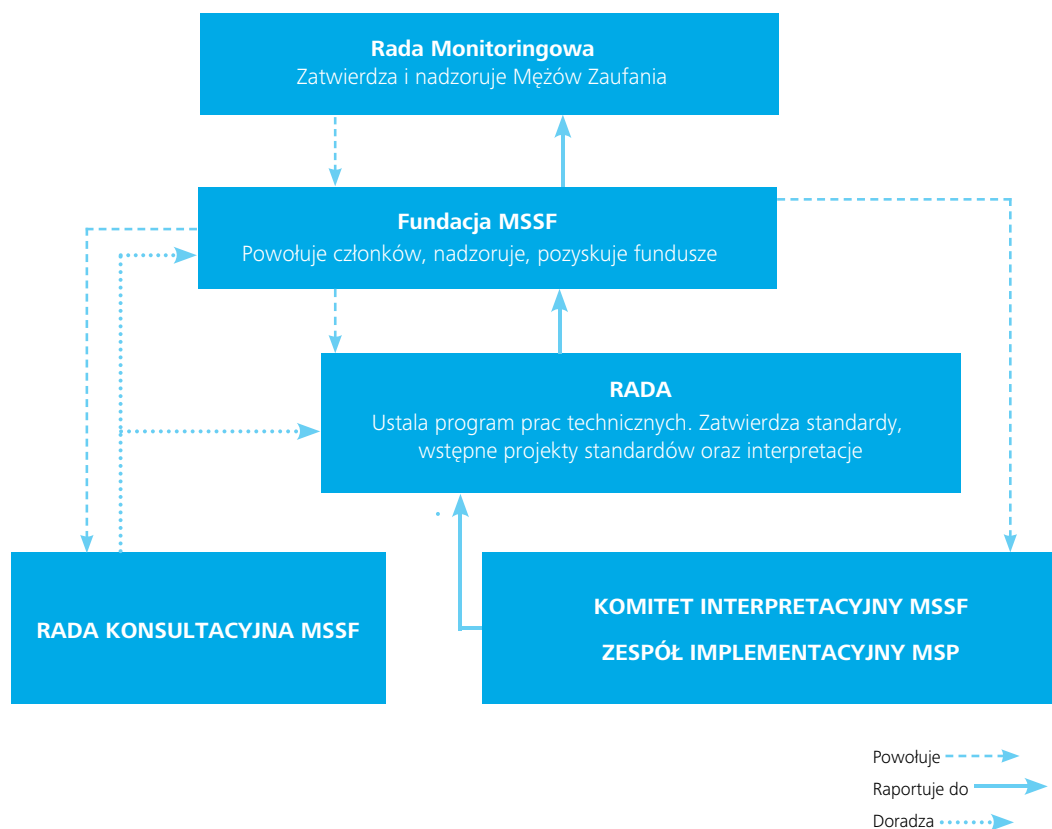 Rada Monitoringowa
Zatwierdza i nadzoruje Mężów Zaufania
Fundacja MSSF
Powołuje członków, nadzoruje, pozyskuje fundusze
RADA
Ustala program prac technicznych. Zatwierdza standardy,
wstępne projekty standardów oraz interpretacje
RADA KONSULTACYJNA MSSF
KOMITET INTERPRETACYJNY MSSF
ZESPÓŁ IMPLEMENTACYJNY MSP
Powołuje
Raportuje do
Doradza